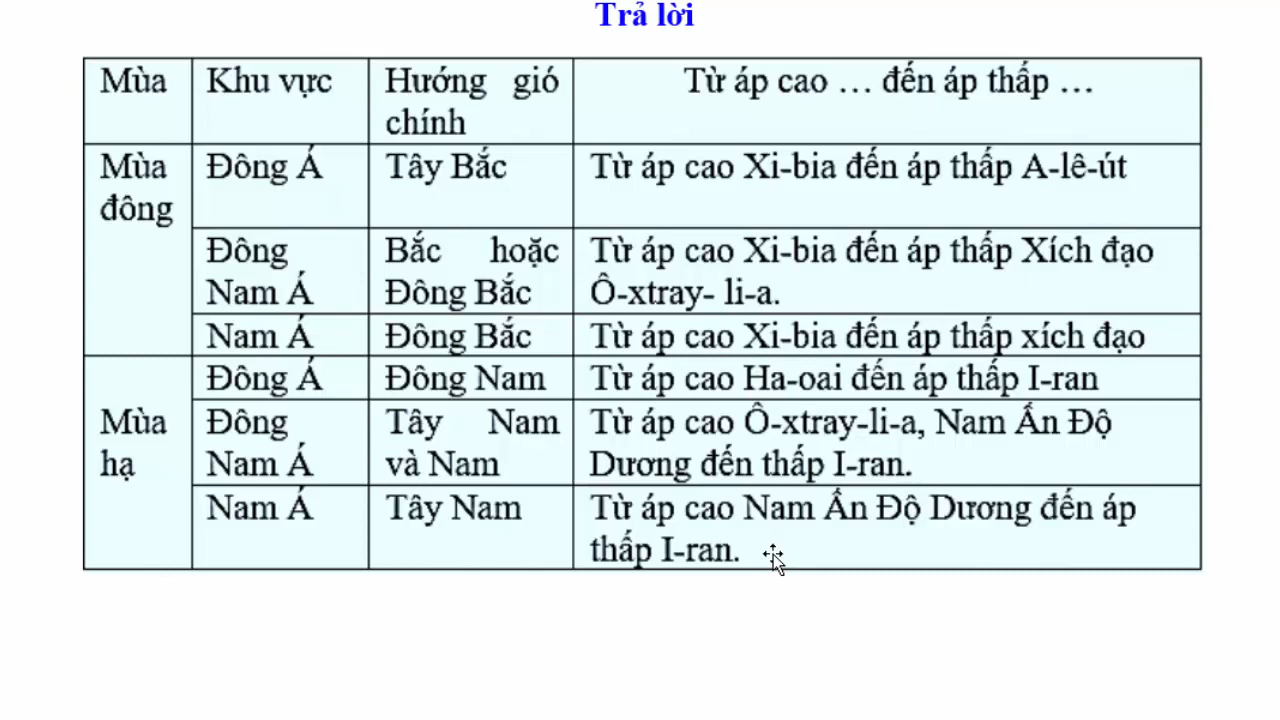 Trả lời
Mùa Khu vực Hướng gió chính Từ áp cao … đến áp thấp …
Mùa đông
Đông Á Tây Bắc Từ áp cao Xi-bia đến áp thấp A-lê-út
Đông Nam Á Bắc hoặc Đông Bắc Từ áp cao Xi-bia đến áp thấp Xích đạo Ô-xtray- li-a.
Nam Á Đông Bắc Từ áp cao Xi-bia đến áp thấp xích đạo
Mùa hạ
Đông Á Đông Nam Từ áp cao Ha-oai đến áp thấp I-ran
Đông Nam Á Tây Nam và Nam Từ áp cao Ô-xtray-li-a, Nam Ấn Độ Dương đến thấp I-ran.
Nam Á Tây Nam Từ áp cao Nam Ấn Độ Dương đến áp thấp I-ran.